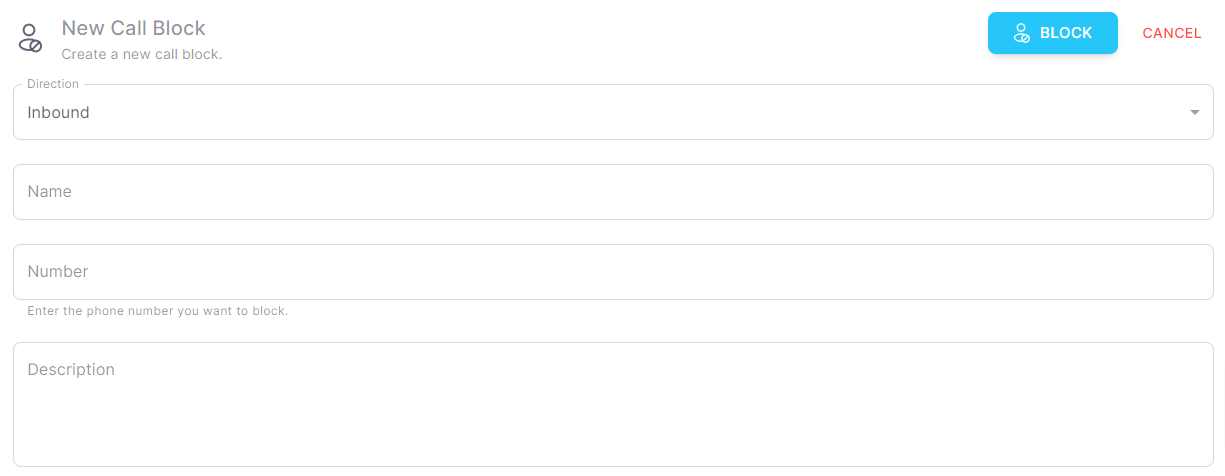 New Call Block
Create a new call block.
BLOCK
CANCEL
Direction
Inbound
Name
Number
Enter the phone number you want to block.
Description